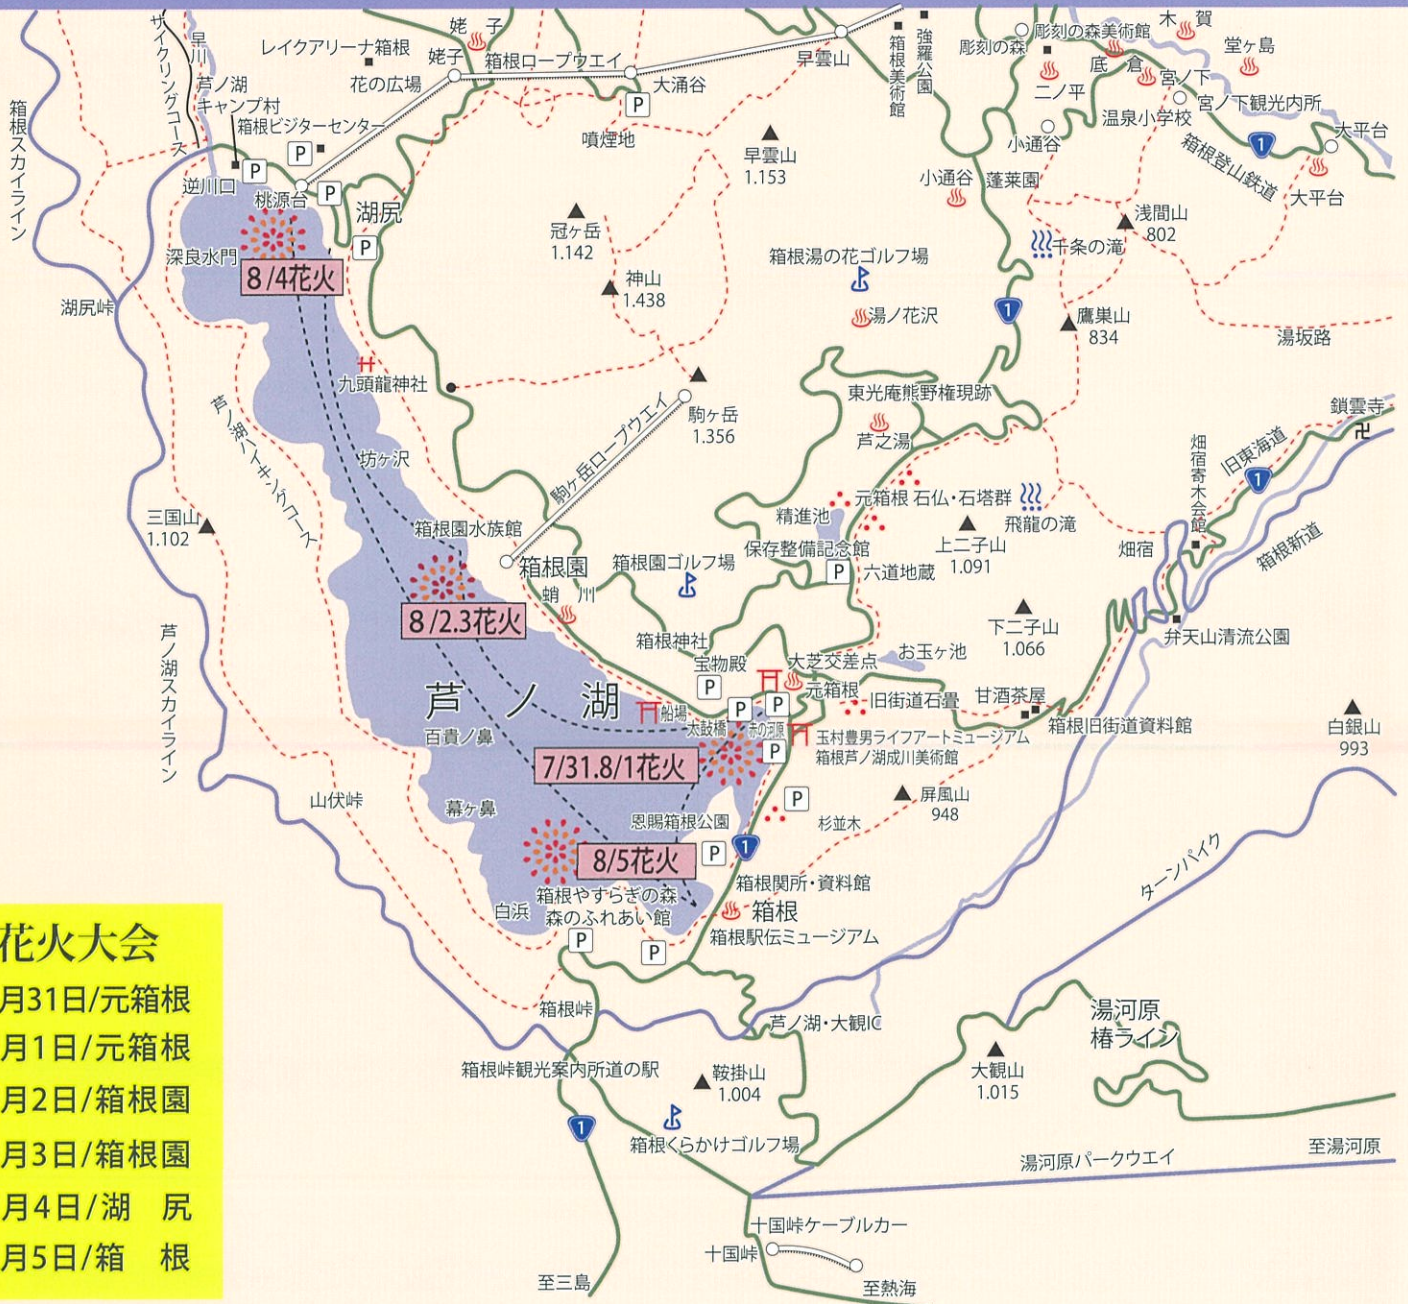 サイクリングコース
早川
レイクアリーナ箱根
花の広場
姥子
姥子
箱根ロープウエイ
大涌谷
噴煙地
P
早雲山
箱根美術館
強羅公園
彫刻の森
彫刻の森美術館
二ノ平
底倉
木賀
宮ノ下
堂ヶ島
宮ノ下観光内所
温泉小学校
小通谷
箱根登山鉄道
1
大平台
大平台
箱根スカイライン
芦ノ湖
キャンプ村
箱根ビジターセンター
P
P
P
P
逆川口
桃源台
湖尻
深良水門
8/4花火
湖尻峠
早雲山
1.153
冠ヶ岳
1.142
神山
1.438
小通谷
蓬莱園
浅間山
802
千条の滝
箱根湯の花ゴルフ場
湯ノ花沢
1
鷹巣山
834
湯坂路
九頭龍神社
芦ノ湖ハイキングコース
坊ヶ沢
駒ヶ岳
1.356
駒ヶ岳ロープウエイ
東光庵熊野権現跡
芦之湯
鎖雲寺
卍
旧東海道
1
畑宿寄木会館
箱根新道
三国山
1.102
箱根園水族館
箱根園
蛸川
箱根園ゴルフ場
元箱根 石仏・石塔群
精進池
保存整備記念館
P
六道地蔵
飛龍の滝
上二子山
1.091
畑宿
下二子山
1.066
弁天山清流公園
8/2.3花火
芦ノ湖スカイライン
芦ノ湖
百貫ノ鼻
箱根神社
宝物殿
P
大芝交差点
お玉ヶ池
元箱根
旧街道石畳
甘酒茶屋
箱根旧街道資料館
船場
太鼓橋
P
P
赤の河原
P
玉村豊男ライフアートミュージアム
箱根芦ノ湖成川美術館
白銀山
993
7/31.8/1花火
山伏峠
幕ヶ鼻
屏風山
948
P
杉並木
恩賜箱根公園
P
1
8/5花火
箱根関所・資料館
ターンパイク
白浜
箱根やすらぎの森
森のふれあい館
P
P
箱根
箱根駅伝ミュージアム
箱根峠
芦ノ湖・大観IC
湯河原
椿ライン
大観山
1.015
箱根峠観光案内所道の駅
鞍掛山
1.004
1
箱根くらかけゴルフ場
湯河原パークウエイ
至湯河原
十国峠ケーブルカー
十国峠
至三島
至熱海
花火大会
月31日/元箱根
月1日/元箱根
月2日/箱根園
月3日/箱根園
月4日/湖 尻
月5日/箱 根